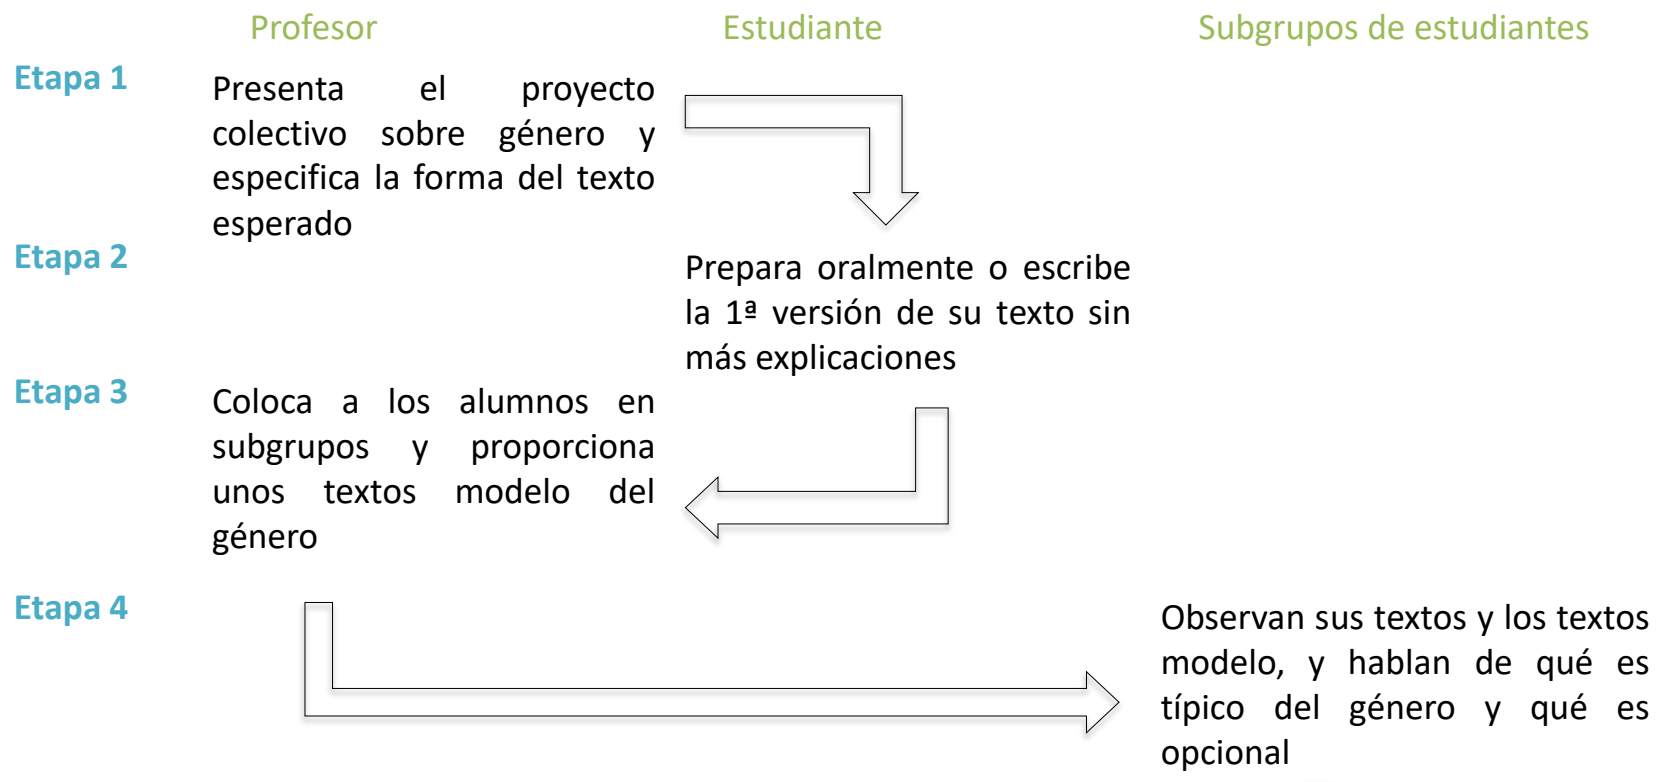 Profesor Estudiante Subgrupos de estudiantes
Etapa 1
Presenta el proyecto
colectivo sobre género y
especifica la forma del texto
esperado
Etapa 2
Prepara oralmente o escribe
la 1ª versión de su texto sin
más explicaciones
Etapa 3
Coloca a los alumnos en
subgrupos y proporciona
unos textos modelo del
género
Etapa 4
Observan sus textos y los textos
modelo, y hablan de qué es
típico del género y qué es
opcional